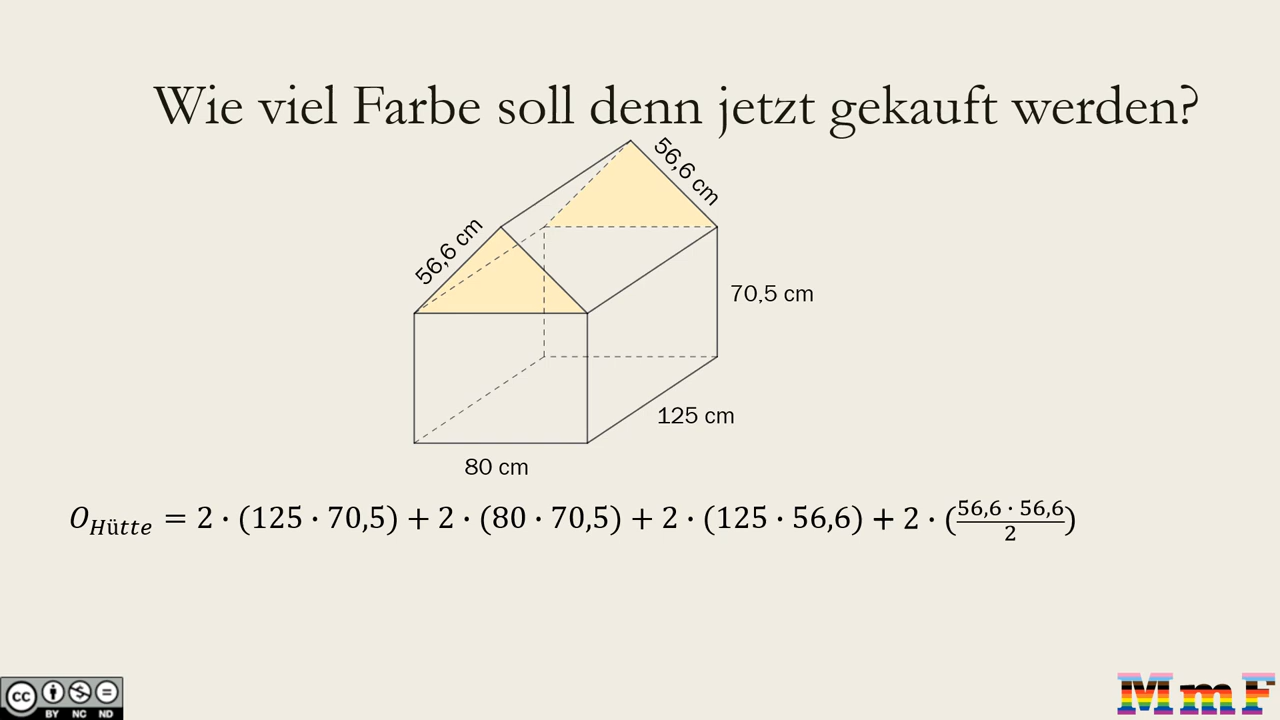 Wie viel Farbe soll denn jetzt gekauft werden?
56,6 cm
56,6 cm
70,5 cm
125 cm
80 cm
O_Hütte = 2 · (125 · 70,5) + 2 · (80 · 70,5) + 2 · (125 · 56,6) + 2 · (56,6 · 56,6 / 2)
cc
BY NC ND
MmF